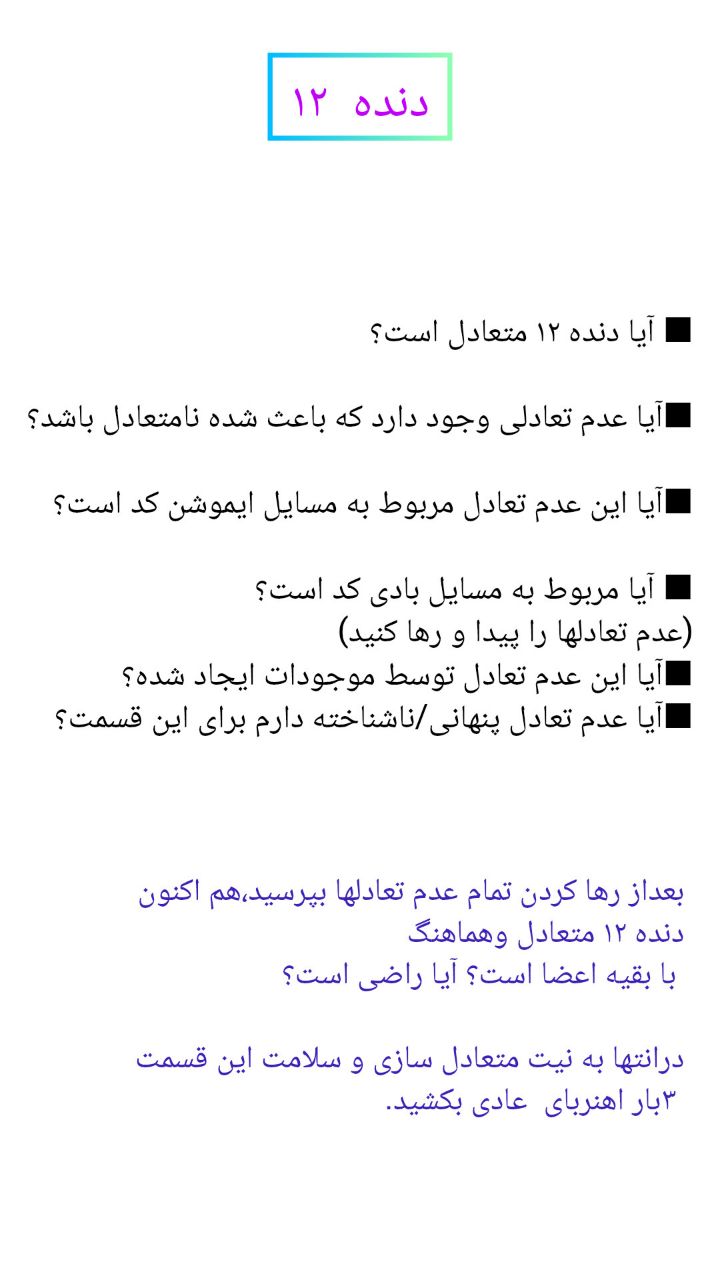 دنده ۱۲
■ آیا دنده ۱۲ متعادل است؟
■آیا عدم تعادلی وجود دارد که باعث شده نامتعادل باشد؟
■آیا این عدم تعادل مربوط به مسایل ایموشن کد است؟
■ آیا مربوط به مسایل بادی کد است؟
(عدم تعادلها را پیدا و رها کنید)
■آیا این عدم تعادل توسط موجودات ایجاد شده؟
■آیا عدم تعادل پنهانی/ناشناخته دارم برای این قسمت؟
بعداز رها کردن تمام عدم تعادلها بپرسید،هم اکنون
دنده ۱۲ متعادل وهماهنگ
با بقیه اعضا است؟ آیا راضی است؟
درانتها به نیت متعادل سازی و سلامت این قسمت
۳بار اهنربای عادی بکشید.